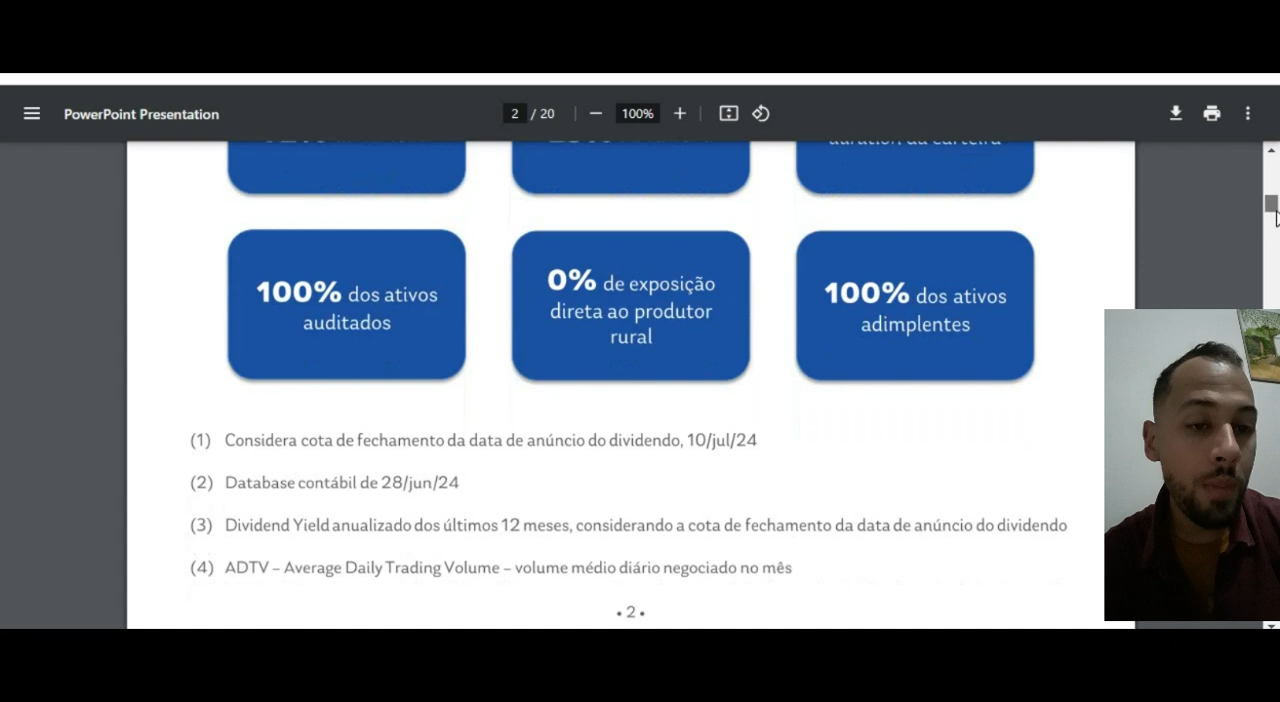 PowerPoint Presentation
2 / 20
100%
duration da carteira
100% dos ativos
auditados
0% de exposição
direta ao produtor
rural
100% dos ativos
adimplentes
(1) Considera cota de fechamento da data de anúncio do dividendo, 10/jul/24
(2) Database contábil de 28/jun/24
(3) Dividend Yield anualizado dos últimos 12 meses, considerando a cota de fechamento da data de anúncio do dividendo
(4) ADTV – Average Daily Trading Volume – volume médio diário negociado no mês
• 2 •